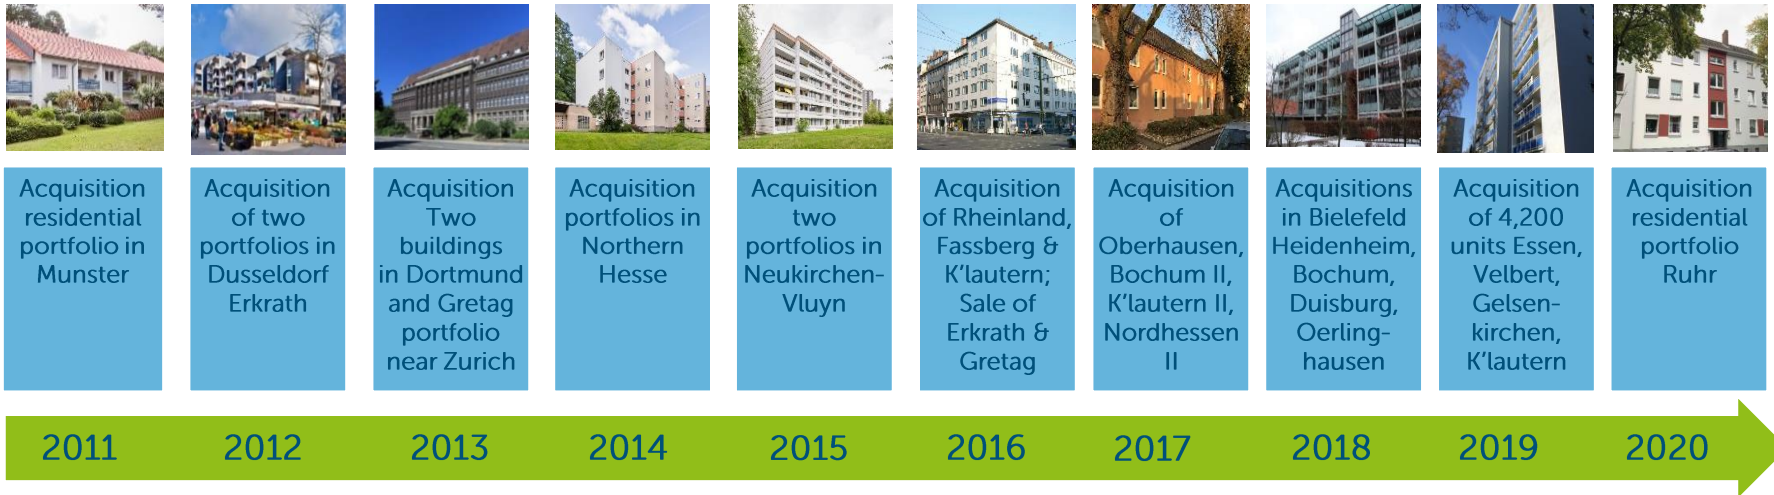 Acquisition
residential
portfolio in
Munster
Acquisition
of two
portfolios in
Dusseldorf
Erkrath
Acquisition
Two
buildings
in Dortmund
and Gretag
portfolio
near Zurich
Acquisition
portfolios in
Northern
Hesse
Acquisition
two
portfolios in
Neukirchen-
Vluyn
Acquisition
of Rheinland,
Fassberg &
K'lautern;
Sale of
Erkrath &
Gretag
Acquisition
of
Oberhausen,
Bochum II,
K'lautern II,
Nordhessen
II
Acquisitions
in Bielefeld
Heidenheim,
Bochum,
Duisburg,
Oerling-
hausen
Acquisition
of 4,200
units Essen,
Velbert,
Gelsen-
kirchen,
K'lautern
Acquisition
residential
portfolio
Ruhr
2011 2012 2013 2014 2015 2016 2017 2018 2019 2020